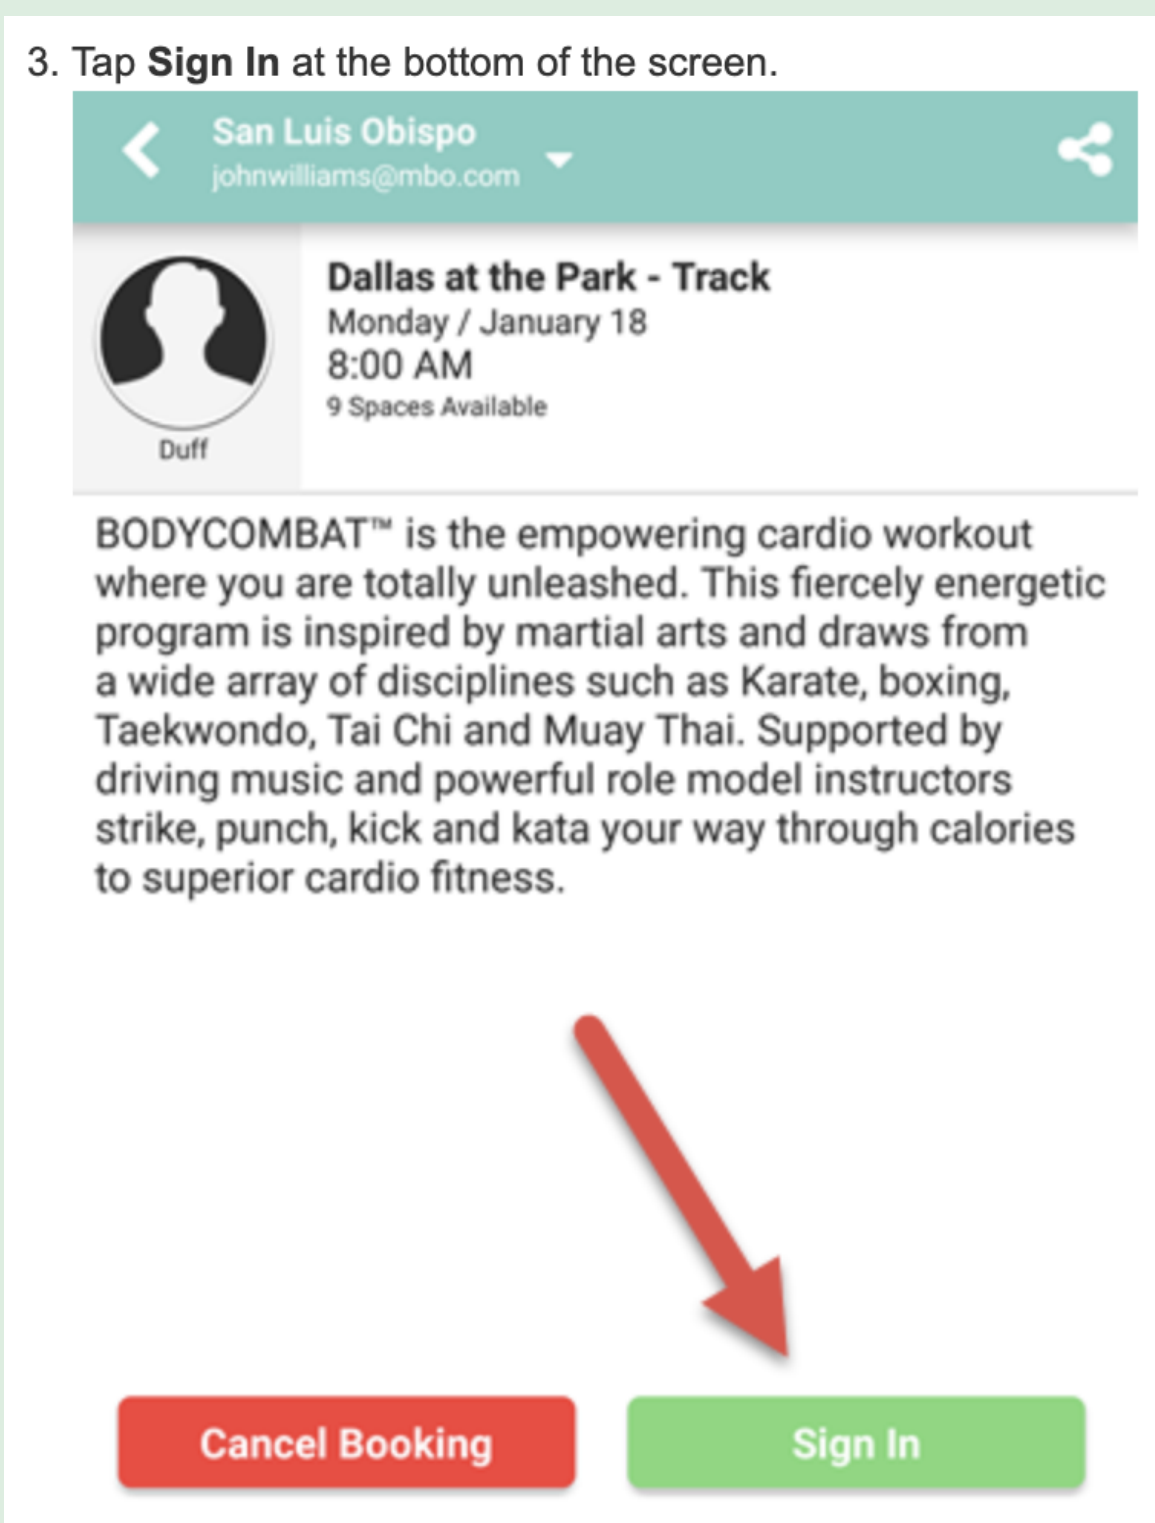 3. Tap Sign In at the bottom of the screen.
San Luis Obispo
johnwilliams@mbo.com
Dallas at the Park - Track
Monday / January 18
8:00 AM
9 Spaces Available
Duff
BODYCOMBAT™ is the empowering cardio workout
where you are totally unleashed. This fiercely energetic
program is inspired by martial arts and draws from
a wide array of disciplines such as Karate, boxing,
Taekwondo, Tai Chi and Muay Thai. Supported by
driving music and powerful role model instructors
strike, punch, kick and kata your way through calories
to superior cardio fitness.
Cancel Booking
Sign In